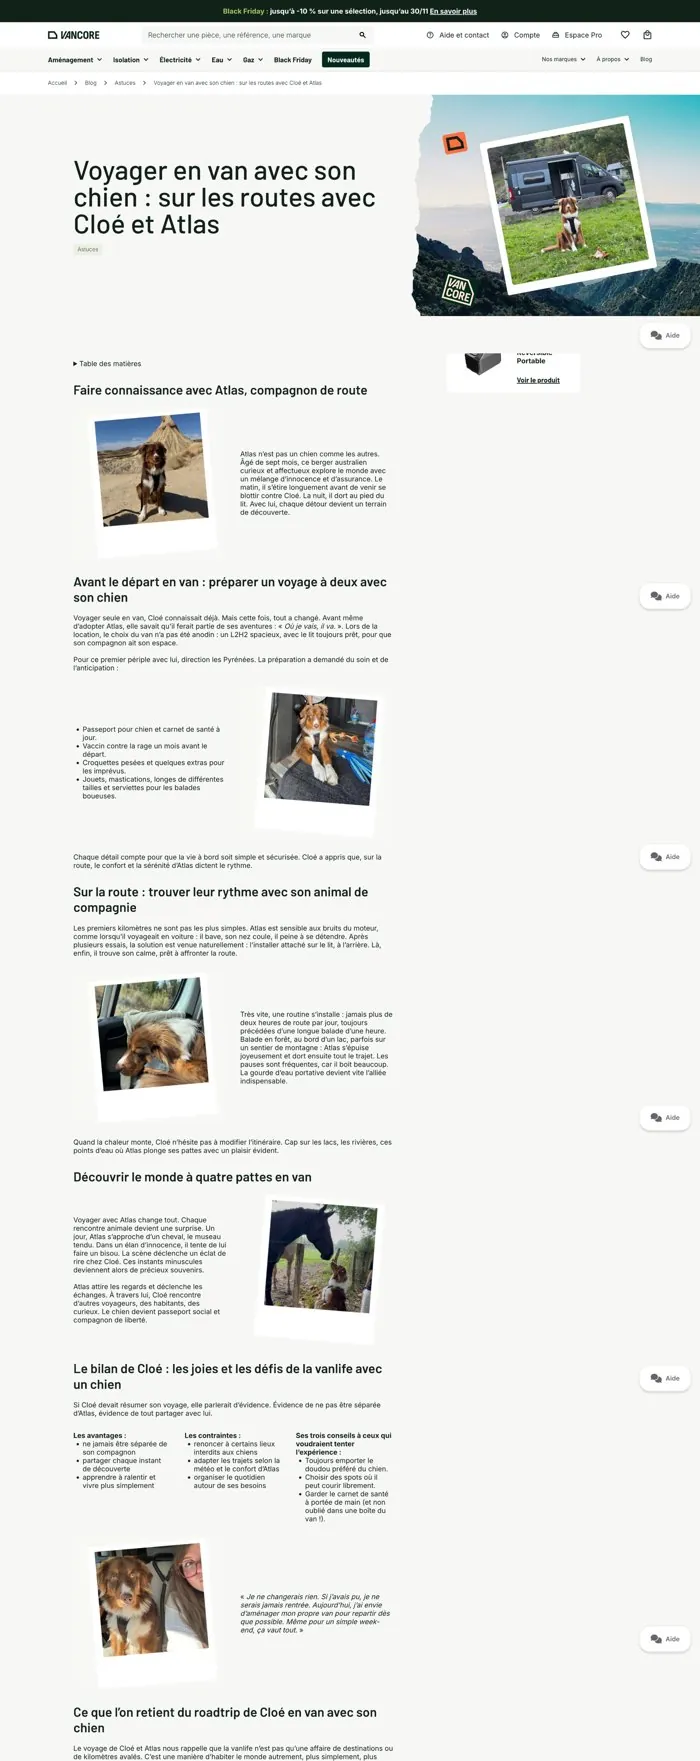 Black Friday : jusqu'à -10 % sur une sélection, jusqu'au 30/11 En savoir plus
VANCORE
Rechercher une pièce, une référence, une marque
Aide et contact
Compte
Espace Pro
Aménagement
Isolation
Électricité
Eau
Gaz
Black Friday
Nouveautés
Nos marques
À propos
Blog
Accueil > Blog > Astuces > Voyager en van avec son chien : sur les routes avec Cloé et Atlas
Voyager en van avec son
chien : sur les routes avec
Cloé et Atlas
Astuces
VAN
CORE
Aide
Table des matières
Réversible
Portable
Voir le produit
Faire connaissance avec Atlas, compagnon de route
Atlas n'est pas un chien comme les autres.
Âgé de sept mois, ce berger australien
curieux et affectueux explore le monde avec
un mélange d'innocence et d'assurance. Le
matin, il s'étire longuement avant de venir se
blottir contre Cloé. La nuit, il dort au pied du
lit. Avec lui, chaque détour devient un terrain
de découverte.
Avant le départ en van : préparer un voyage à deux avec
son chien
Aide
Voyager seule en van, Cloé connaissait déjà. Mais cette fois, tout a changé. Avant même
d'adopter Atlas, elle savait qu'il ferait partie de ses aventures : « Où je vais, il va. ». Lors de la
location, le choix du van n'a pas été anodin : un L2H2 spacieux, avec le lit toujours prêt, pour que
son compagnon ait son espace.
Pour ce premier périple avec lui, direction les Pyrénées. La préparation a demandé du soin et de
l'anticipation :
• Passeport pour chien et carnet de santé à
jour.
• Vaccin contre la rage un mois avant le
départ.
• Croquettes pesées et quelques extras pour
les imprévus.
• Jouets, mastications, longes de différentes
tailles et serviettes pour les balades
boueuses.
Chaque détail compte pour que la vie à bord soit simple et sécurisée. Cloé a appris que, sur la
route, le confort et la sérénité d'Atlas dictent le rythme.
Aide
Sur la route : trouver leur rythme avec son animal de
compagnie
Les premiers kilomètres ne sont pas les plus simples. Atlas est sensible aux bruits du moteur,
comme lorsqu'il voyageait en voiture : il bave, son nez coule, il peine à se détendre. Après
plusieurs essais, la solution est venue naturellement : l'installer attaché sur le lit, à l'arrière. Là,
enfin, il trouve son calme, prêt à affronter la route.
Très vite, une routine s'installe : jamais plus de
deux heures de route par jour, toujours
précédées d'une longue balade d'une heure.
Balade en forêt, au bord d'un lac, parfois sur
un sentier de montagne : Atlas s'épuise
joyeusement et dort ensuite tout le trajet. Les
pauses sont fréquentes, car il boit beaucoup.
La gourde d'eau portative devient vite l'alliée
indispensable.
Aide
Quand la chaleur monte, Cloé n'hésite pas à modifier l'itinéraire. Cap sur les lacs, les rivières, ces
points d'eau où Atlas plonge ses pattes avec un plaisir évident.
Découvrir le monde à quatre pattes en van
Voyager avec Atlas change tout. Chaque
rencontre animale devient une surprise. Un
jour, Atlas s'approche d'un cheval, le museau
tendu. Dans un élan d'innocence, il tente de lui
faire un bisou. La scène déclenche un éclat de
rire chez Cloé. Ces instants minuscules
deviennent alors de précieux souvenirs.
Atlas attire les regards et déclenche les
échanges. À travers lui, Cloé rencontre
d'autres voyageurs, des habitants, des
curieux. Le chien devient passeport social et
compagnon de liberté.
Le bilan de Cloé : les joies et les défis de la vanlife avec
un chien
Aide
Si Cloé devait résumer son voyage, elle parlerait d'évidence. Évidence de ne pas être séparée
d'Atlas, évidence de tout partager avec lui.
Les avantages :
• ne jamais être séparée de
son compagnon
• partager chaque instant
de découverte
• apprendre à ralentir et
vivre plus simplement
Les contraintes :
• renoncer à certains lieux
interdits aux chiens
• adapter les trajets selon la
météo et le confort d'Atlas
• organiser le quotidien
autour de ses besoins
Ses trois conseils à ceux qui
voudraient tenter
l'expérience :
• Toujours emporter le
doudou préféré du chien.
• Choisir des spots où il
peut courir librement.
• Garder le carnet de santé
à portée de main (et non
oublié dans une boîte du
van !).
« Je ne changerais rien. Si j'avais pu, je ne
serais jamais rentrée. Aujourd'hui, j'ai envie
d'aménager mon propre van pour repartir dès
que possible. Même pour un simple week-
end, ça vaut tout. »
Aide
Ce que l'on retient du roadtrip de Cloé en van avec son
chien
Le voyage de Cloé et Atlas nous rappelle que la vanlife n'est pas qu'une affaire de destinations ou
de kilomètres avalés. C'est une manière d'habiter le monde autrement, plus simplement, plus